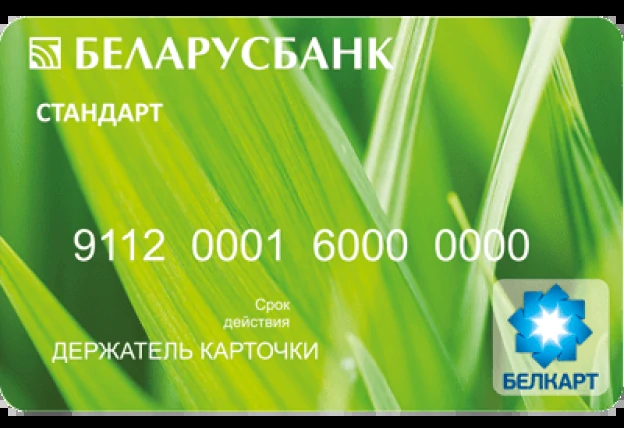 БЕЛАРУСБАНК
СТАНДАРТ
9112 0001 6000 0000
Срок
действия
ДЕРЖАТЕЛЬ КАРТОЧКИ
БЕЛКАРТ